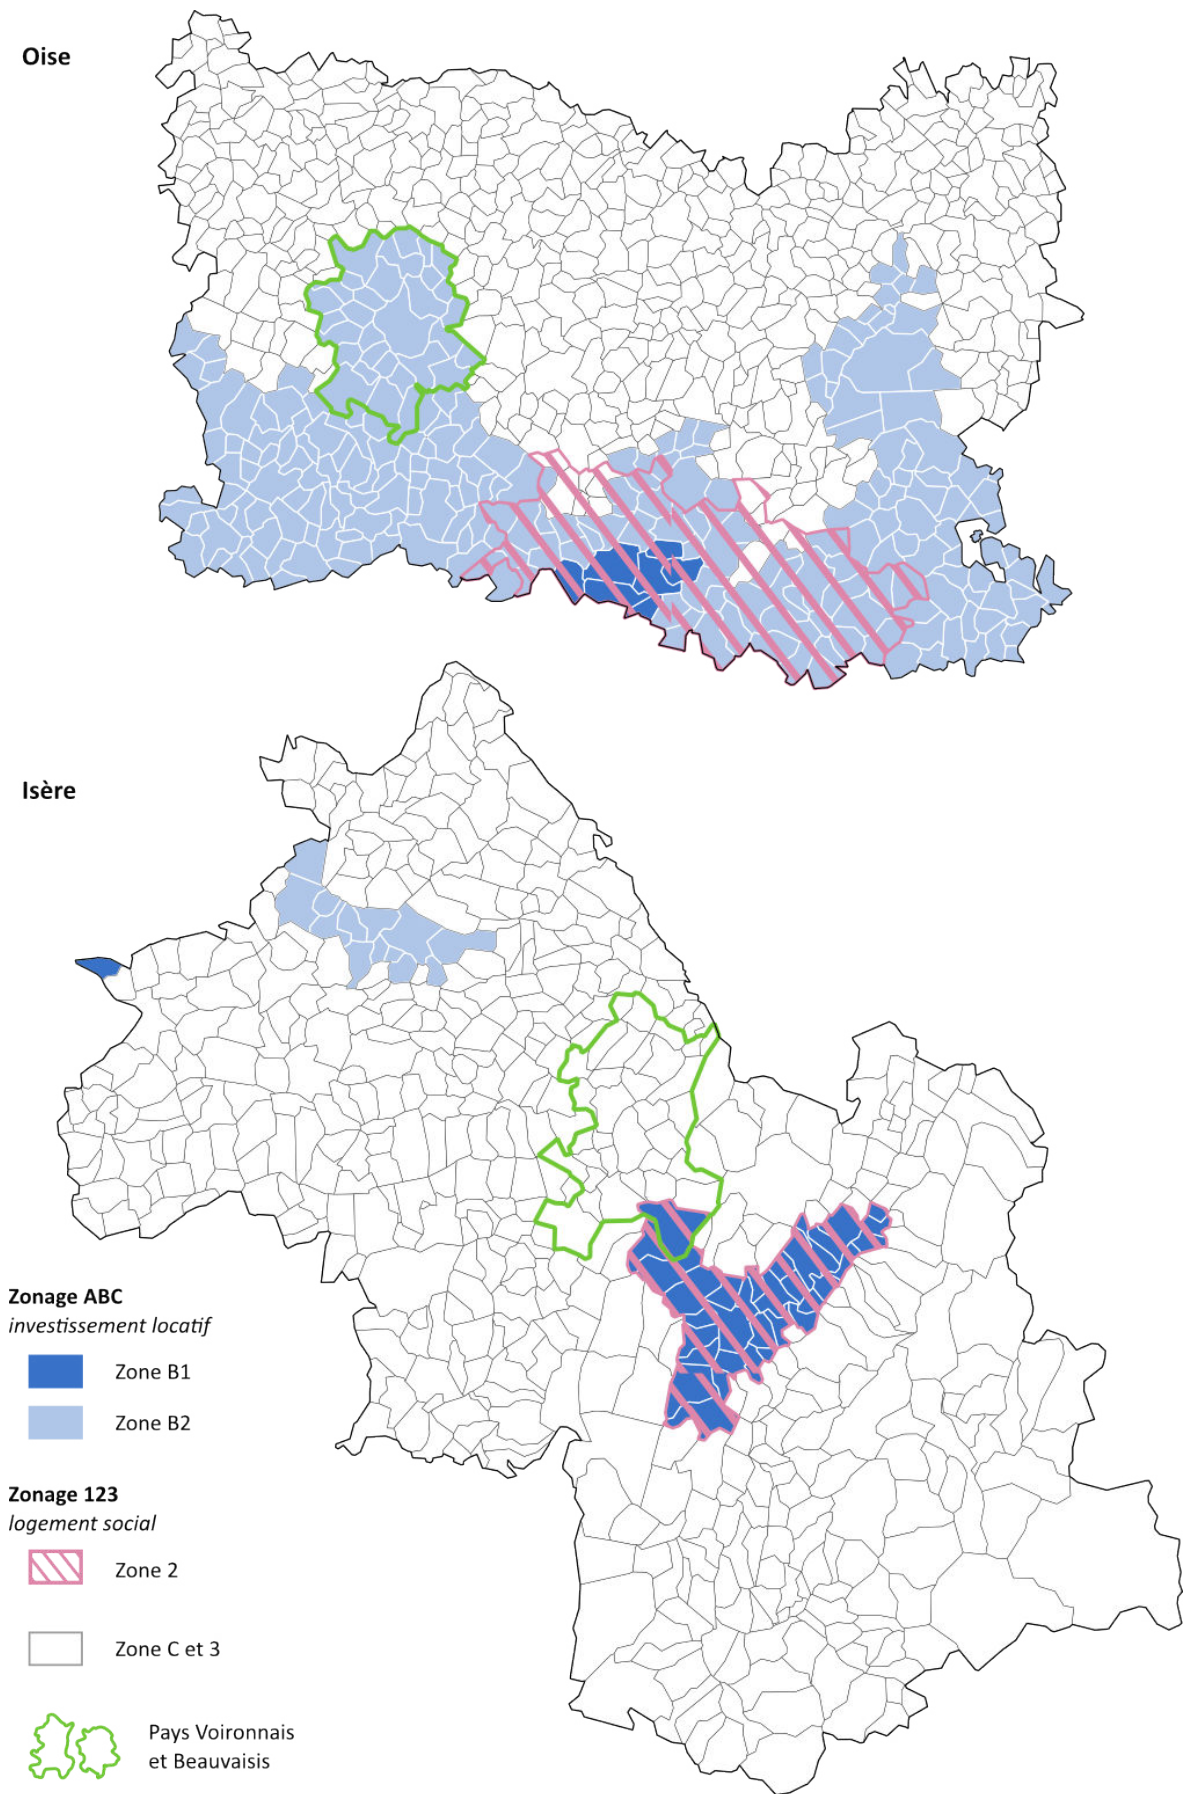 Oise
Isère
Zonage ABC
investissement locatif
Zone B1
Zone B2
Zonage 123
logement social
Zone 2
Zone C et 3
Pays Voironnais
et Beauvaisis